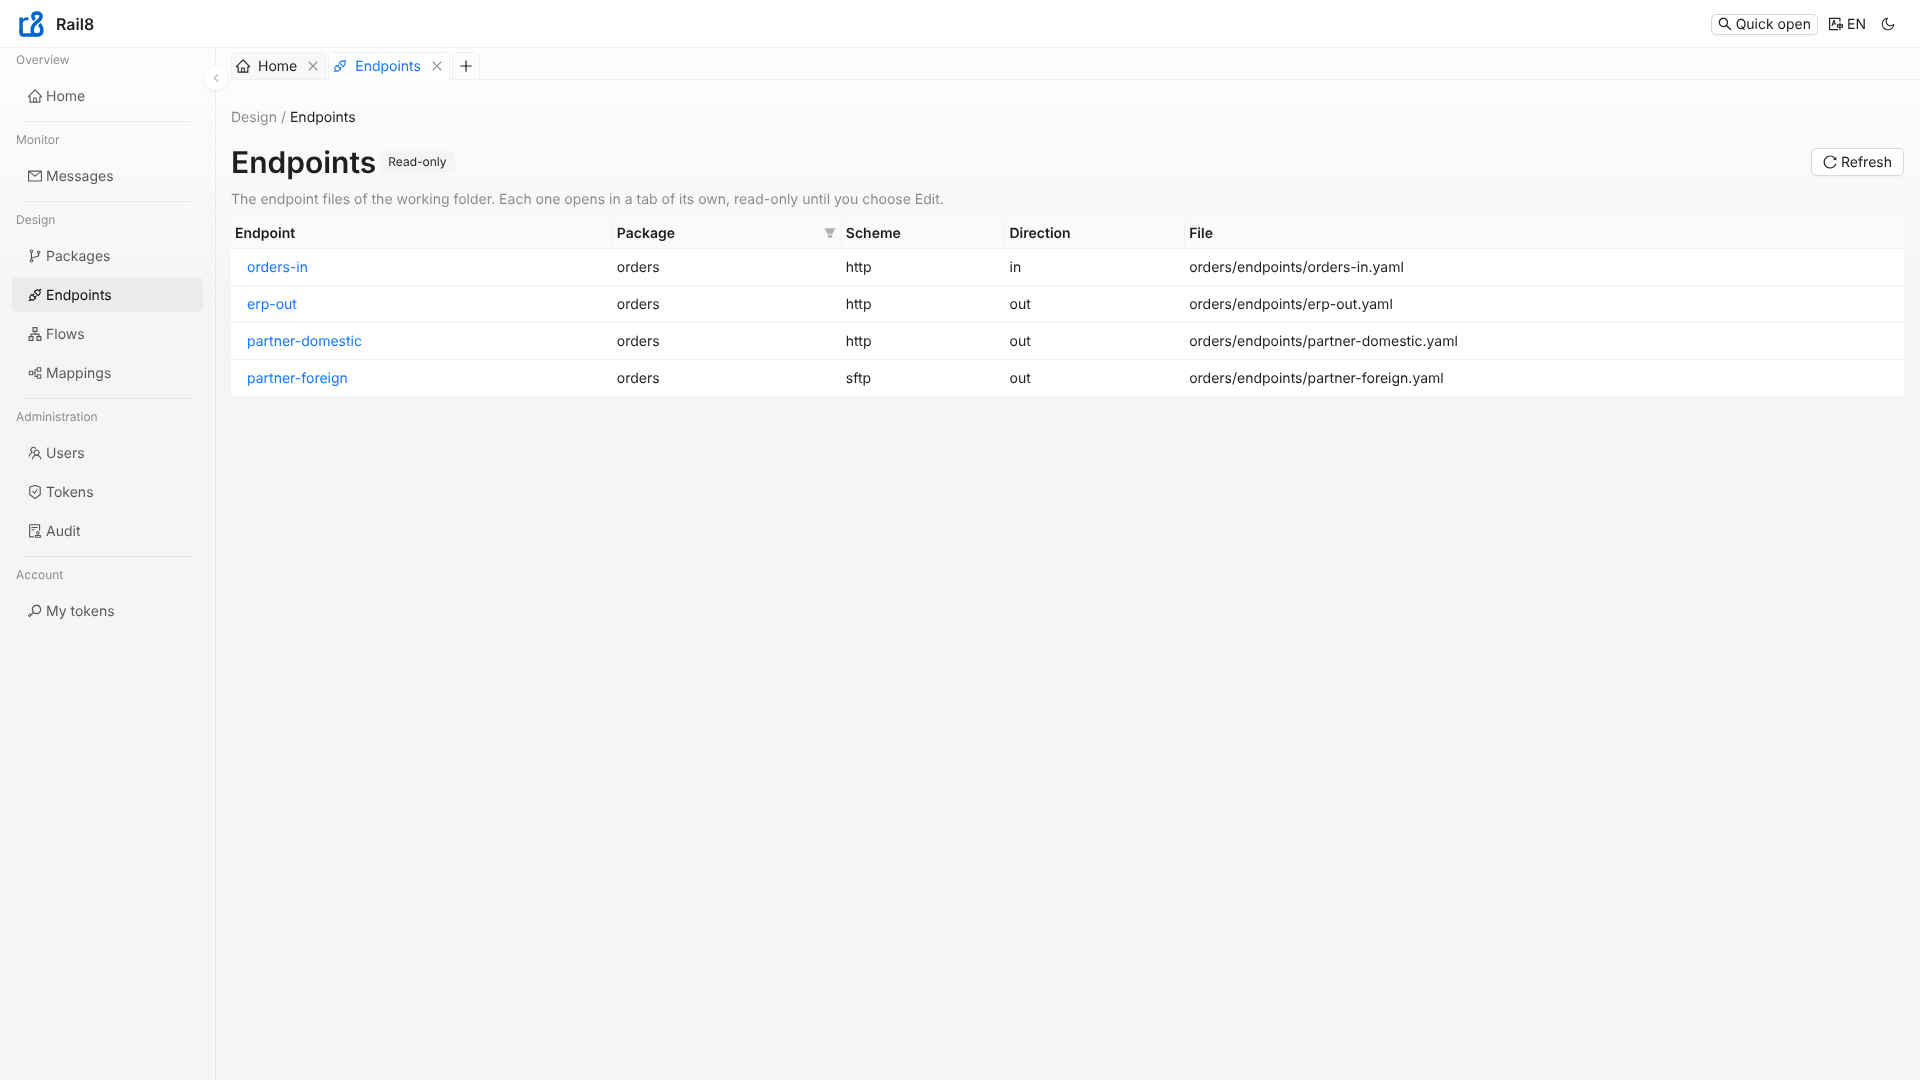 Rail8
Quick open
EN
Overview
Home
Monitor
Messages
Design
Packages
Endpoints
Flows
Mappings
Administration
Users
Tokens
Audit
Account
My tokens
Home
Endpoints
Design / Endpoints
Endpoints Read-only
Refresh
The endpoint files of the working folder. Each one opens in a tab of its own, read-only until you choose Edit.
Endpoint Package Scheme Direction File
orders-in orders http in orders/endpoints/orders-in.yaml
erp-out orders http out orders/endpoints/erp-out.yaml
partner-domestic orders http out orders/endpoints/partner-domestic.yaml
partner-foreign orders sftp out orders/endpoints/partner-foreign.yaml